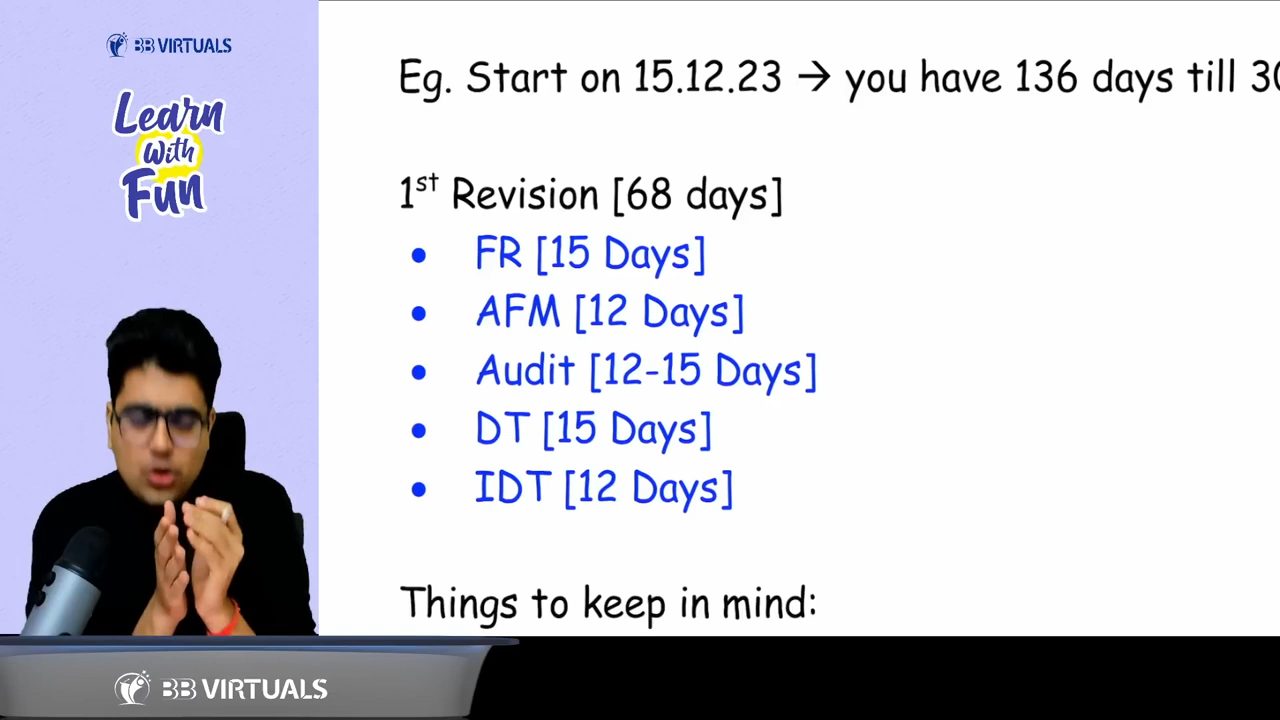 BB VIRTUALS
Learn
With
Fun
Eg. Start on 15.12.23 → you have 136 days till
1st Revision [68 days]
• FR [15 Days]
• AFM [12 Days]
• Audit [12-15 Days]
• DT [15 Days]
• IDT [12 Days]
Things to keep in mind:
BB VIRTUALS